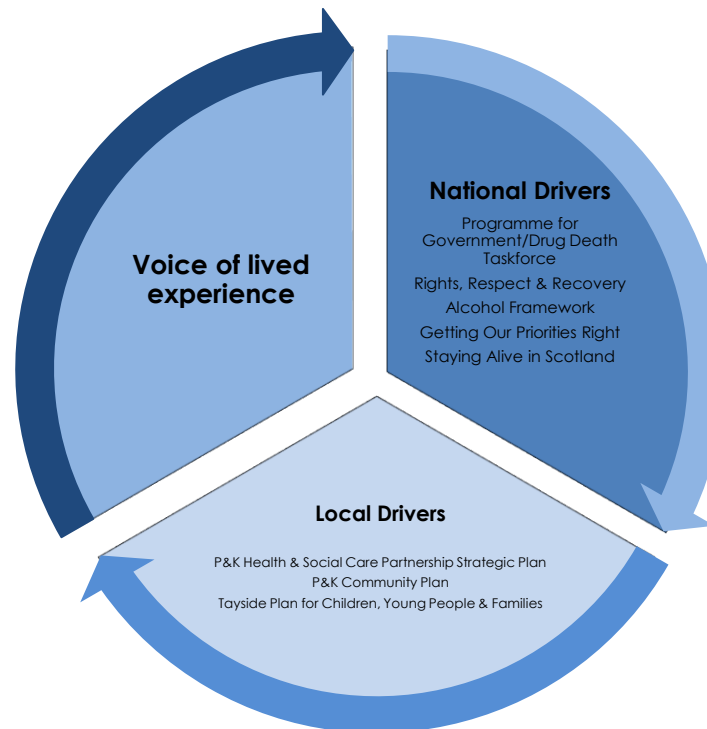 Voice of lived
experience
National Drivers
Programme for
Government/Drug Death
Taskforce
Rights, Respect & Recovery
Alcohol Framework
Getting Our Priorities Right
Staying Alive in Scotland
Local Drivers
P&K Health & Social Care Partnership Strategic Plan
P&K Community Plan
Tayside Plan for Children, Young People & Families